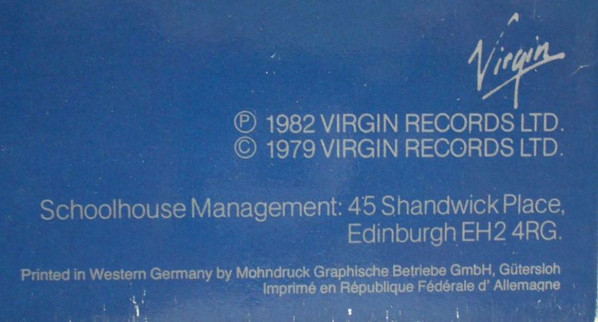 Virgin
℗ 1982 VIRGIN RECORDS LTD.
© 1979 VIRGIN RECORDS LTD.
Schoolhouse Management: 45 Shandwick Place,
Edinburgh EH2 4RG.
Printed in Western Germany by Mohndruck Graphische Betriebe GmbH, Gütersloh
Imprimé en République Fédérale d' Allemagne